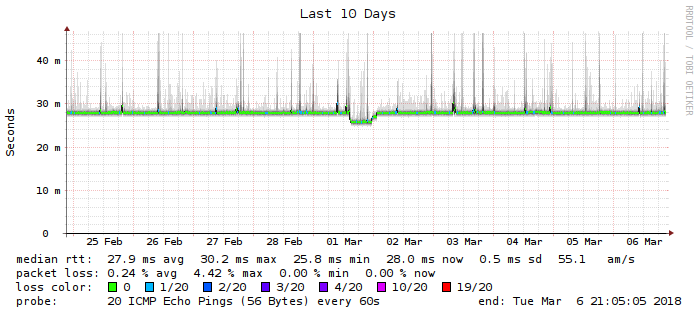 Last 10 Days
RRDTOOL / TOBI OETIKER
Seconds
40 m
30 m
20 m
10 m
0
25 Feb 26 Feb 27 Feb 28 Feb 01 Mar 02 Mar 03 Mar 04 Mar 05 Mar 06 Mar
median rtt: 27.9 ms avg 30.2 ms max 25.8 ms min 28.0 ms now 0.5 ms sd 55.1 am/s
packet loss: 0.24 % avg 4.42 % max 0.00 % min 0.00 % now
loss color: 0 1/20 2/20 3/20 4/20 10/20 19/20
probe: 20 ICMP Echo Pings (56 Bytes) every 60s end: Tue Mar 6 21:05:05 2018